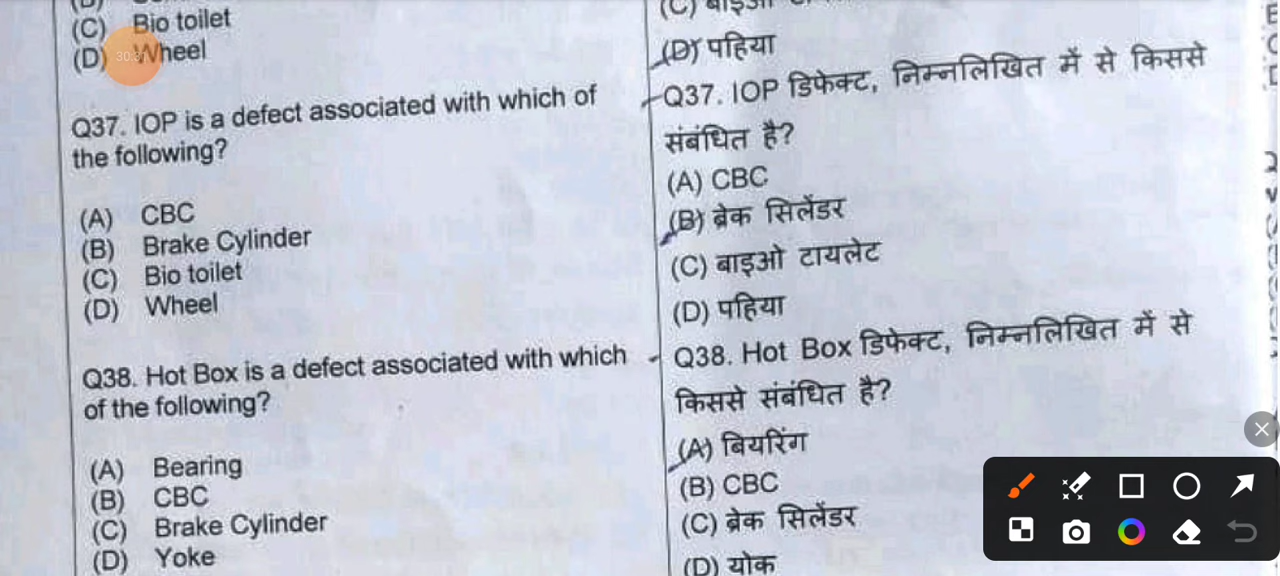 (C) Bio toilet
(D) Wheel
Q37. IOP is a defect associated with which of
the following?
(A) CBC
(B) Brake Cylinder
(C) Bio toilet
(D) Wheel
Q38. Hot Box is a defect associated with which
of the following?
(A) Bearing
(B) CBC
(C) Brake Cylinder
(D) Yoke
(D) पहिया
Q37. IOP डिफेक्ट, निम्नलिखित में से किससे
संबंधित है?
(A) CBC
(B) ब्रेक सिलेंडर
(C) बाइओ टायलेट
(D) पहिया
Q38. Hot Box डिफेक्ट, निम्नलिखित में से
किससे संबंधित है?
(A) बियरिंग
(B) CBC
(C) ब्रेक सिलेंडर
(D) योक